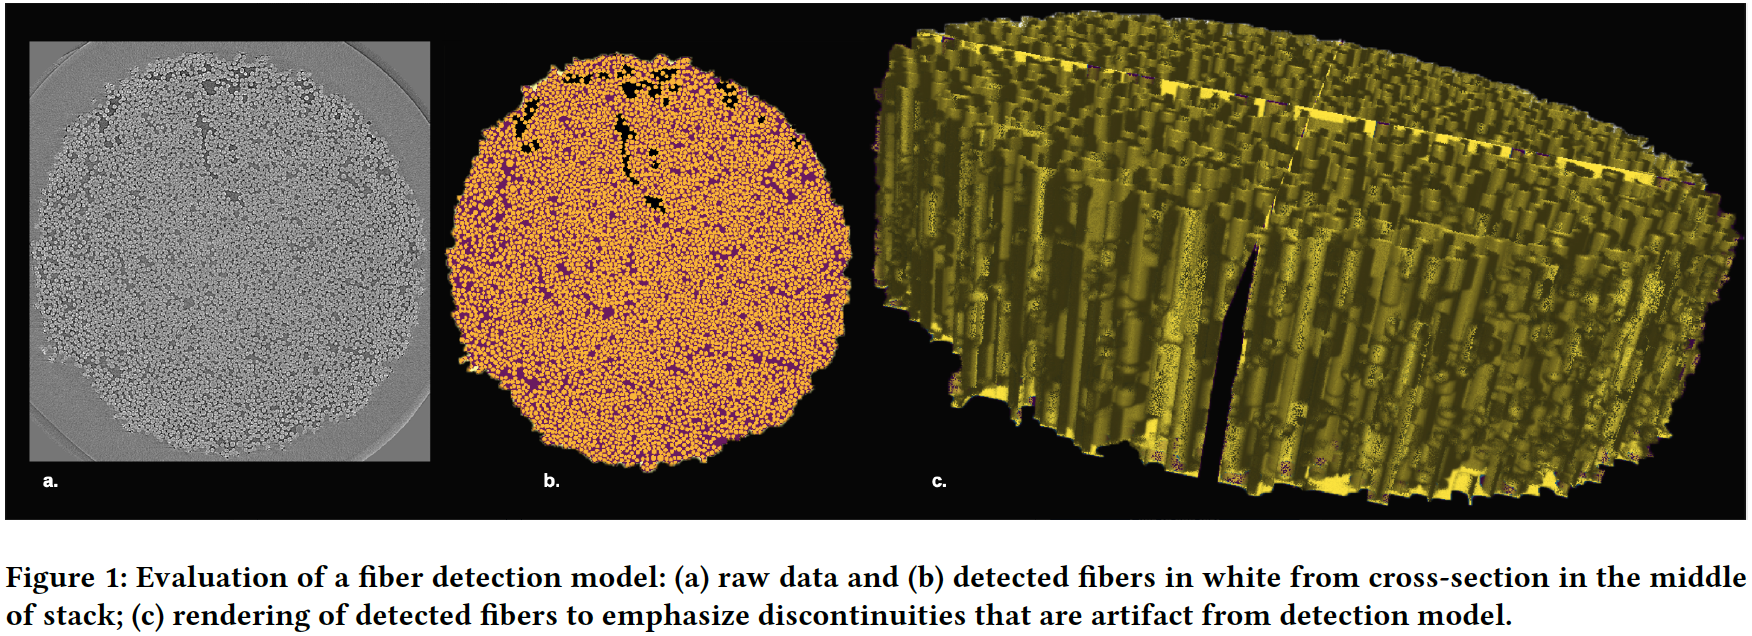 a.
b.
c.
Figure 1: Evaluation of a fiber detection model: (a) raw data and (b) detected fibers in white from cross-section in the middle
of stack; (c) rendering of detected fibers to emphasize discontinuities that are artifact from detection model.